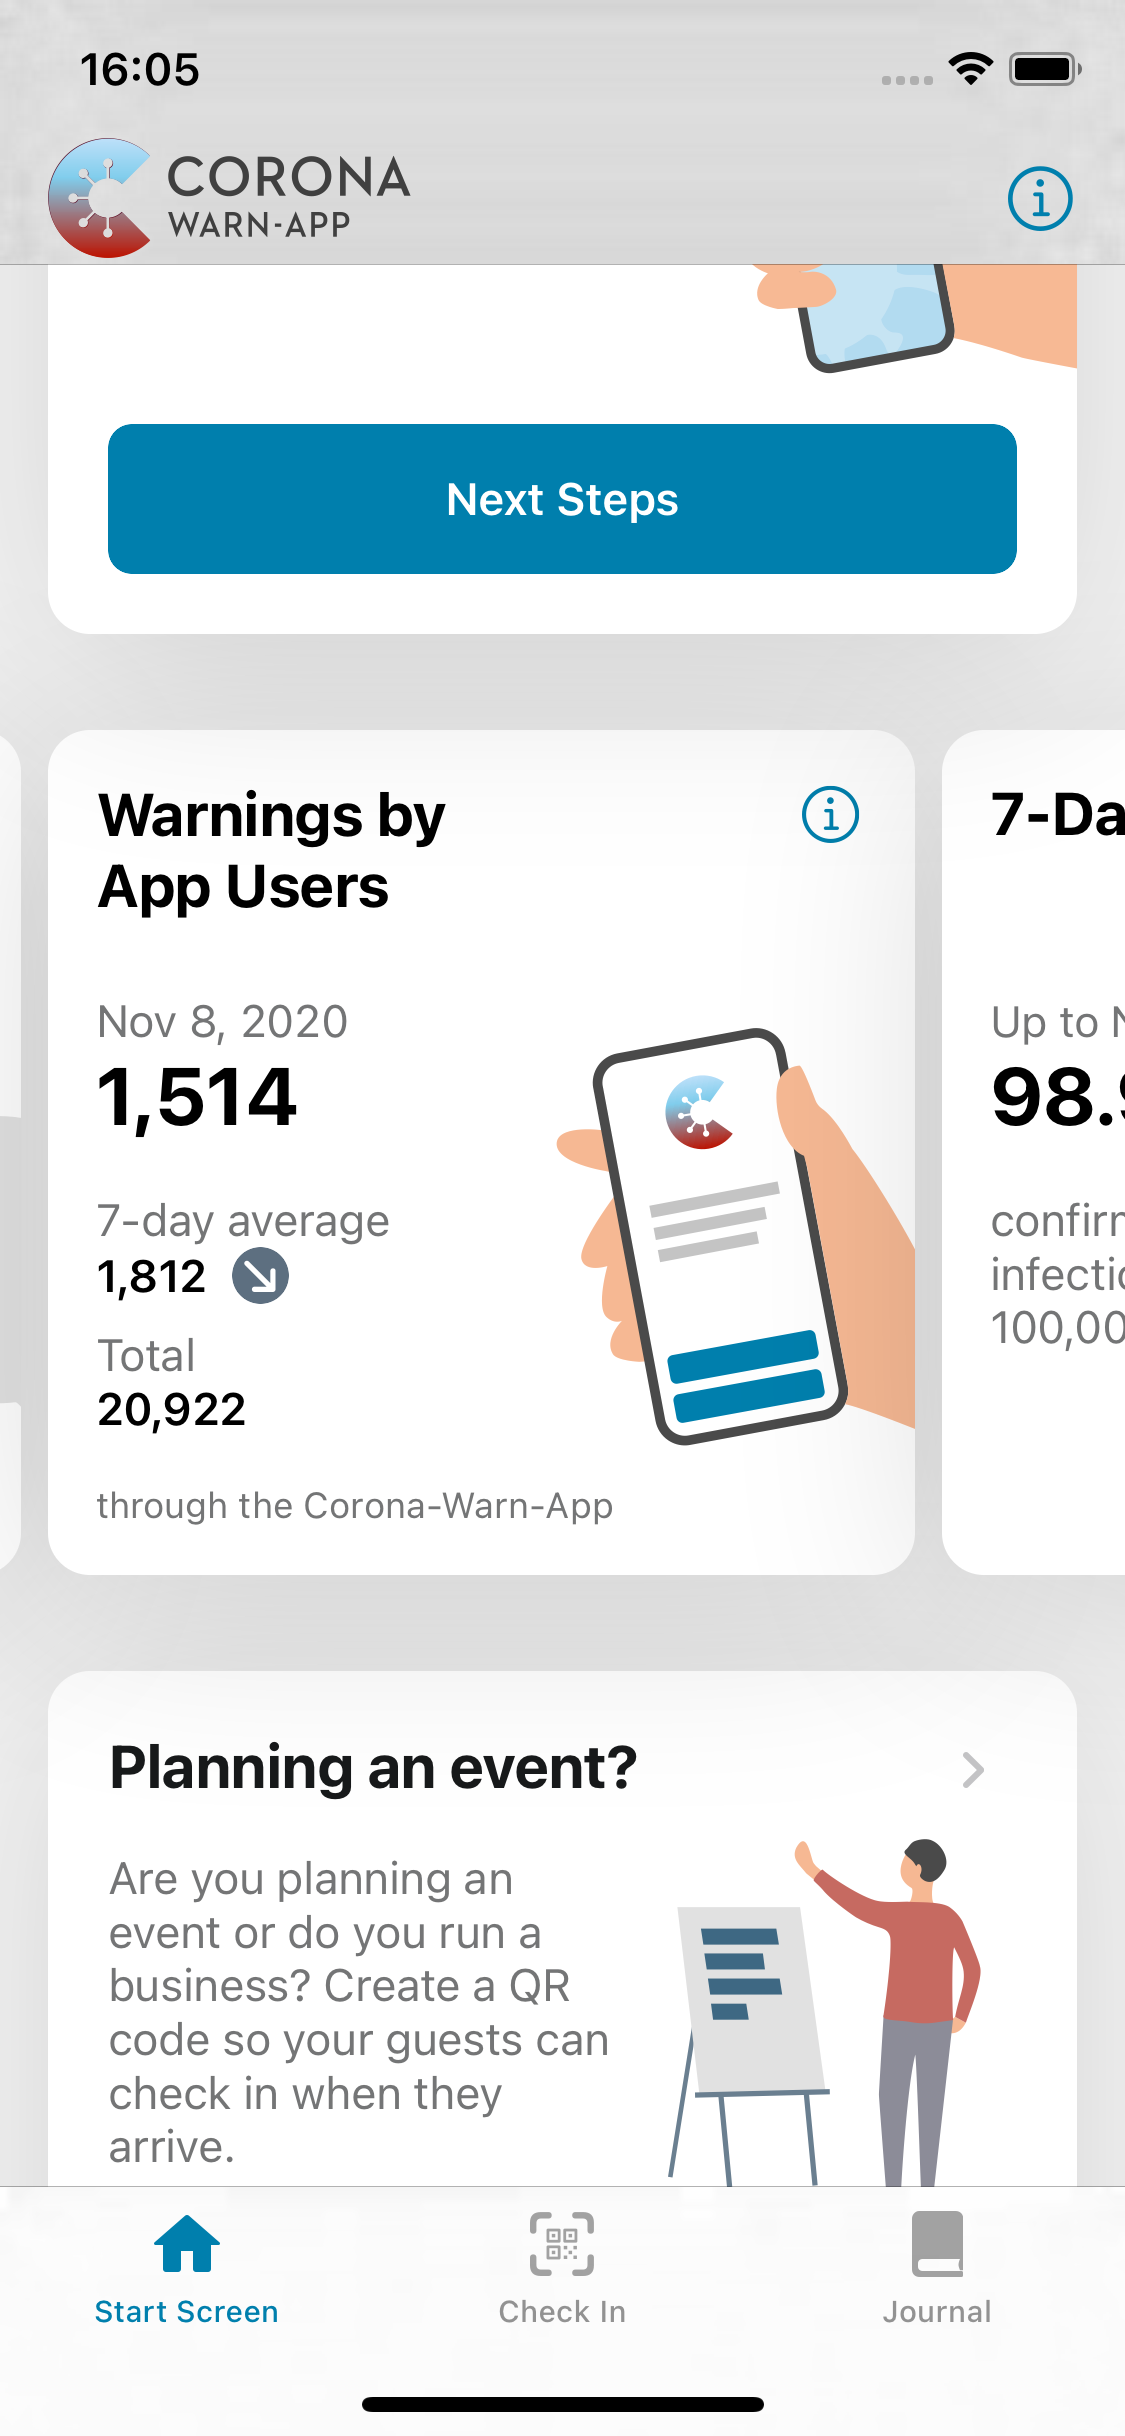 16:05
CORONA
WARN-APP
Next Steps
Warnings by
App Users
Nov 8, 2020
1,514
7-day average
1,812
Total
20,922
through the Corona-Warn-App
7-Da
Up to
98.9
confirm
infectio
100,00
Planning an event?
Are you planning an
event or do you run a
business? Create a QR
code so your guests can
check in when they
arrive.
Start Screen
Check In
Journal